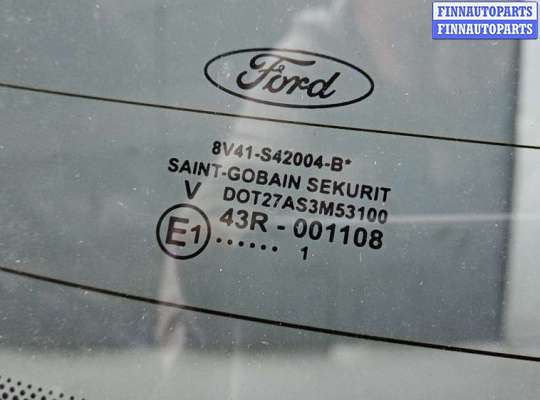 FINNAUTOPARTS
FINNAUTOPARTS
Ford
8V41-S42004-B*
SAINT-GOBAIN SEKURIT
V DOT27AS3M53100
E1 43R - 001108
...... 1